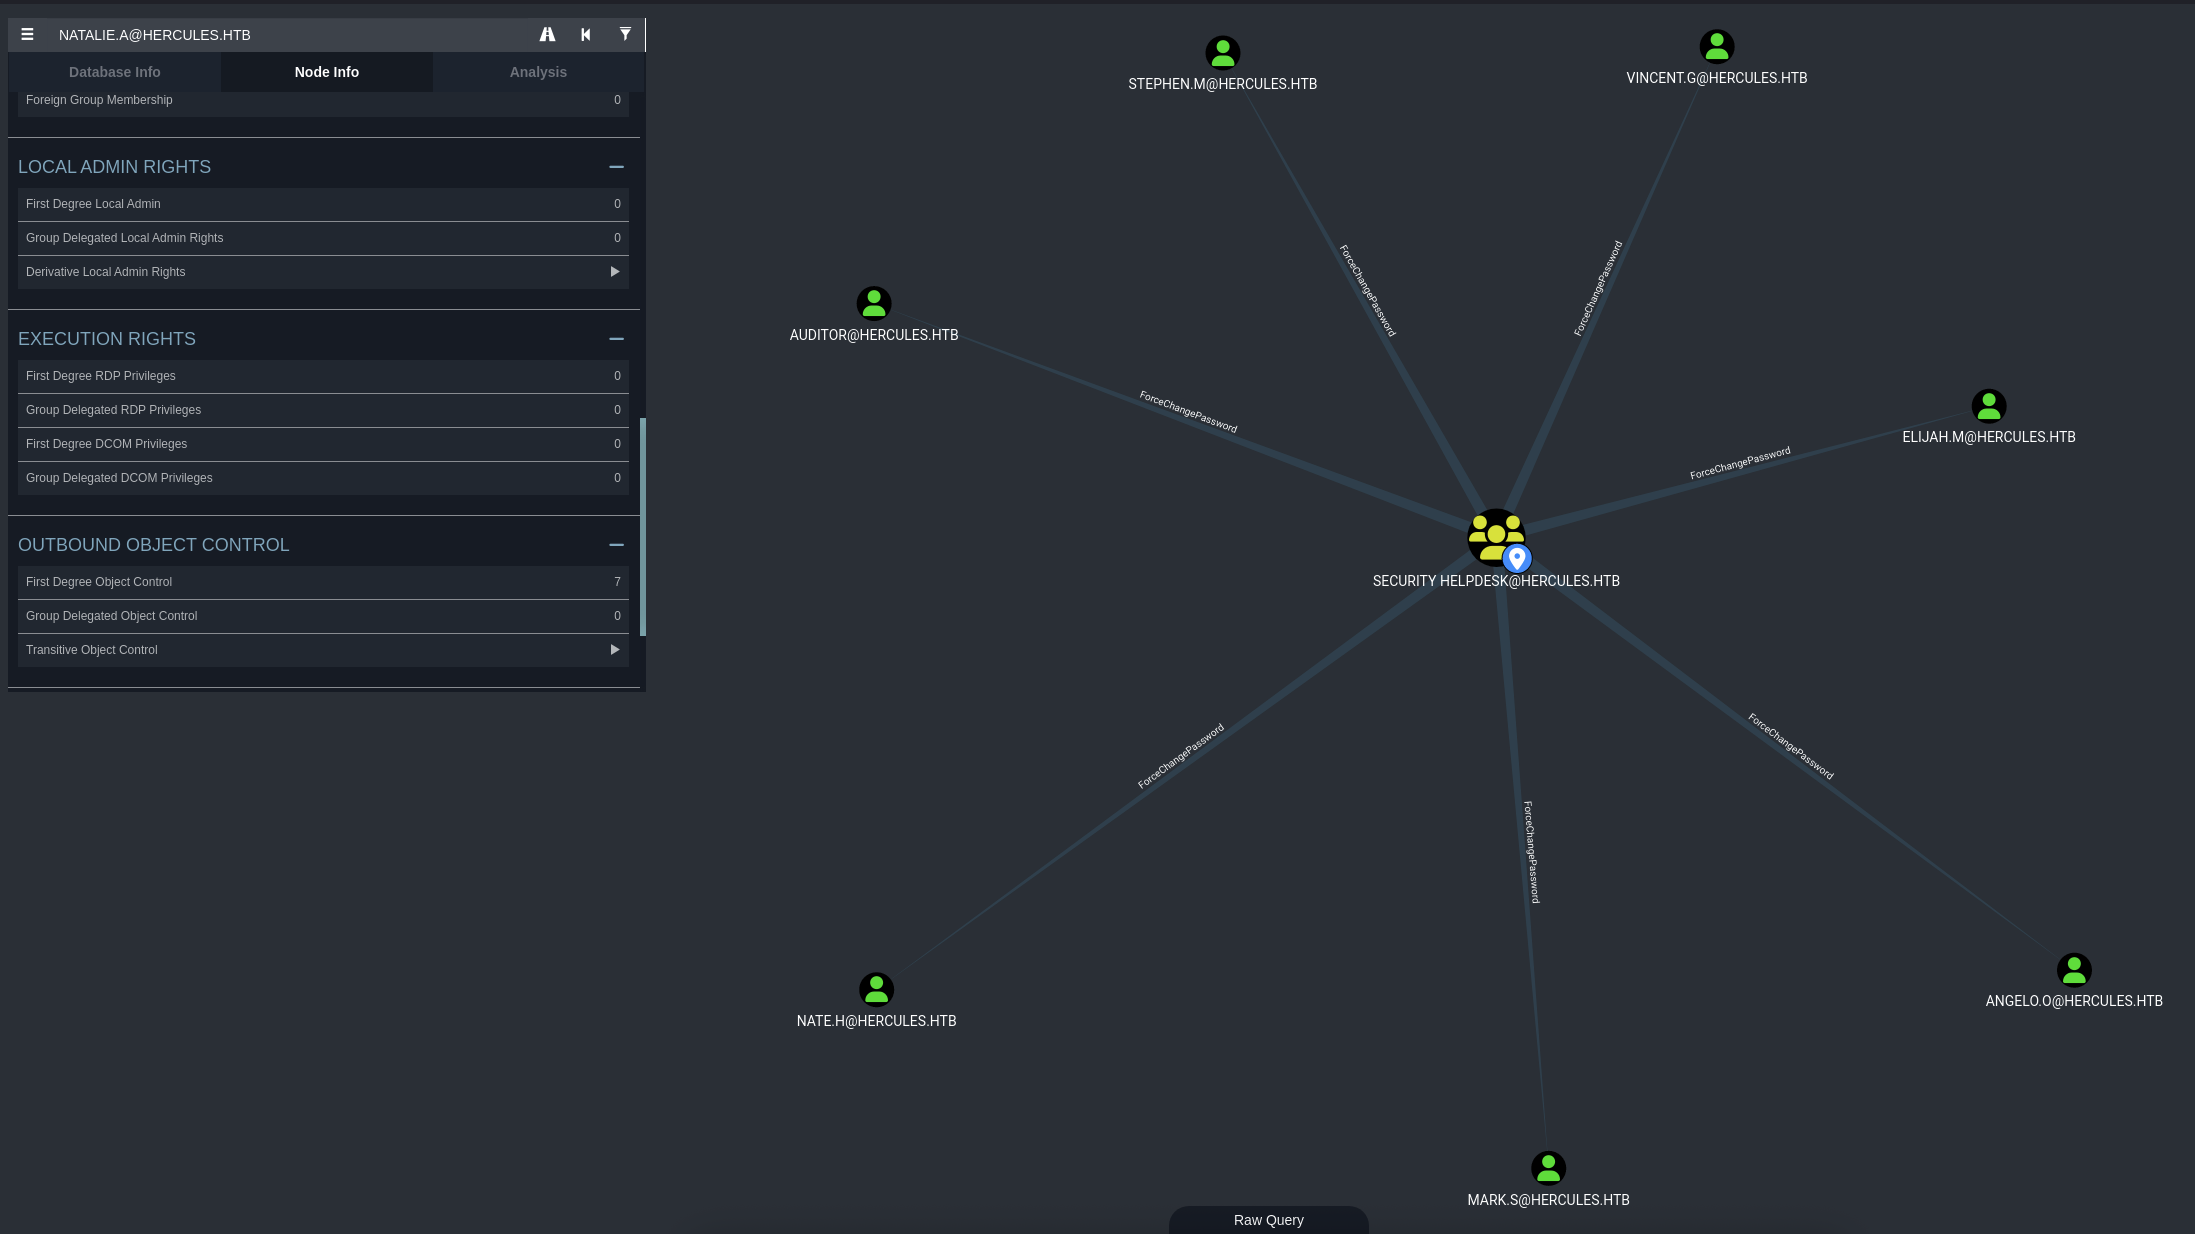 NATALIE.A@HERCULES.HTB
Database Info
Node Info
Analysis
Foreign Group Membership 0
LOCAL ADMIN RIGHTS
First Degree Local Admin 0
Group Delegated Local Admin Rights 0
Derivative Local Admin Rights
EXECUTION RIGHTS
First Degree RDP Privileges 0
Group Delegated RDP Privileges 0
First Degree DCOM Privileges 0
Group Delegated DCOM Privileges 0
OUTBOUND OBJECT CONTROL
First Degree Object Control 7
Group Delegated Object Control 0
Transitive Object Control
STEPHEN.M@HERCULES.HTB
VINCENT.G@HERCULES.HTB
ForceChangePassword
ForceChangePassword
AUDITOR@HERCULES.HTB
ForceChangePassword
ELIJAH.M@HERCULES.HTB
ForceChangePassword
SECURITY HELPDESK@HERCULES.HTB
ForceChangePassword
ForceChangePassword
ForceChangePassword
NATE.H@HERCULES.HTB
ANGELO.O@HERCULES.HTB
MARK.S@HERCULES.HTB
Raw Query